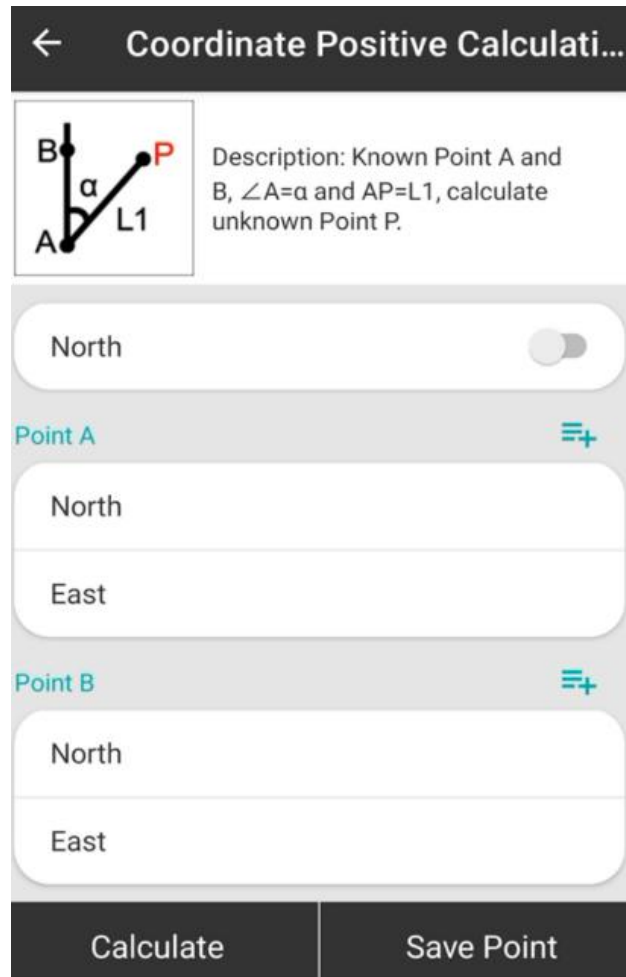 Coordinate Positive Calculati...
B
P
α
L1
A
Description: Known Point A and
B, ∠A=α and AP=L1, calculate
unknown Point P.
North
Point A
North
East
Point B
North
East
Calculate
Save Point